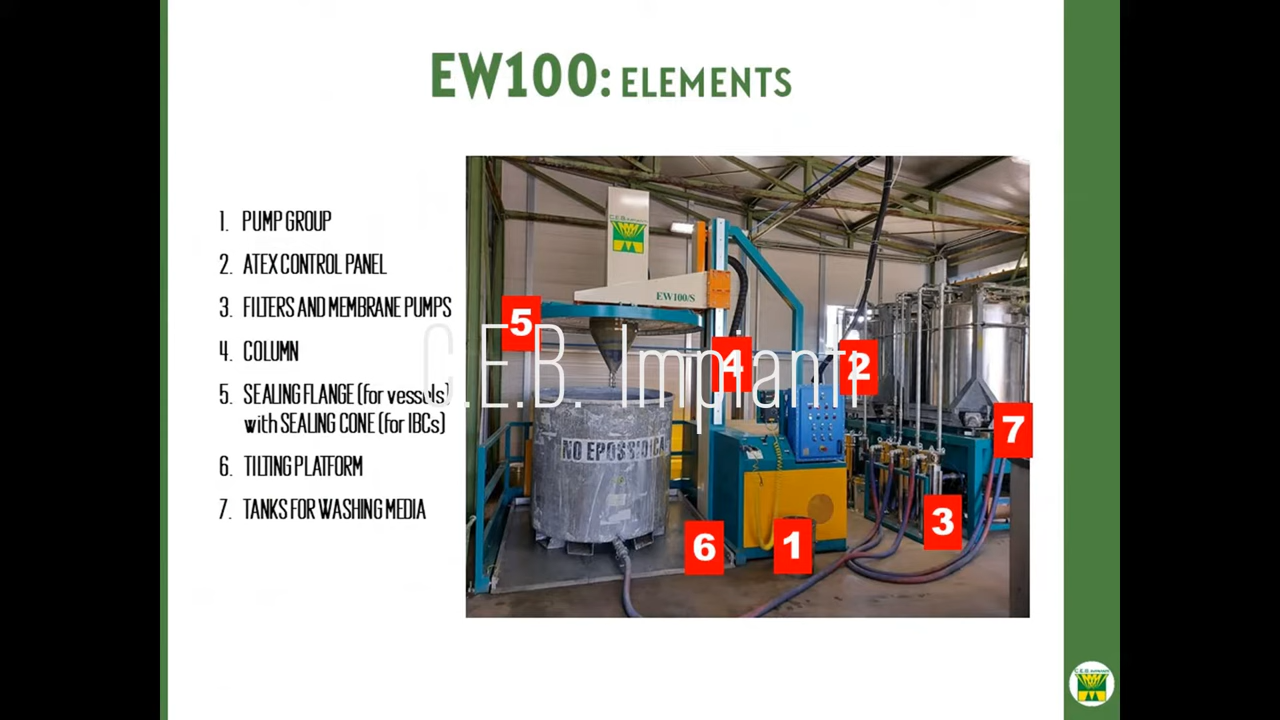 EW100: ELEMENTS
1. PUMP GROUP
2. ATEX CONTROL PANEL
3. FILTERS AND MEMBRANE PUMPS
4. COLUMN
5. SEALING FLANGE (for vessels)
with SEALING CONE (for IBCs)
6. TILTING PLATFORM
7. TANKS FOR WASHING MEDIA
C.E.B.
EW100/S
5
C.E.B. Impianti
4
2
7
NO EPOSSIDICA
3
6
1
C.E.B.